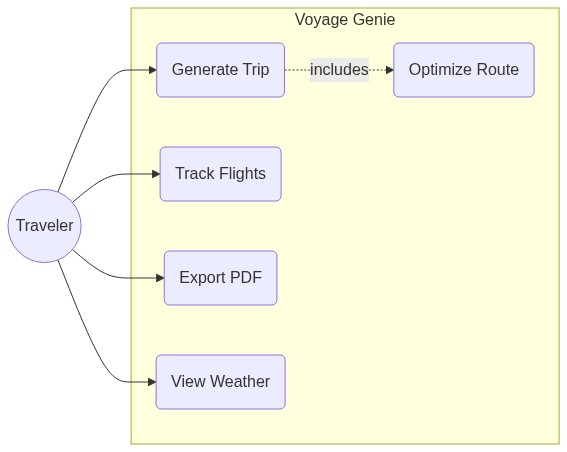 Voyage Genie
Generate Trip
includes
Optimize Route
Track Flights
Traveler
Export PDF
View Weather